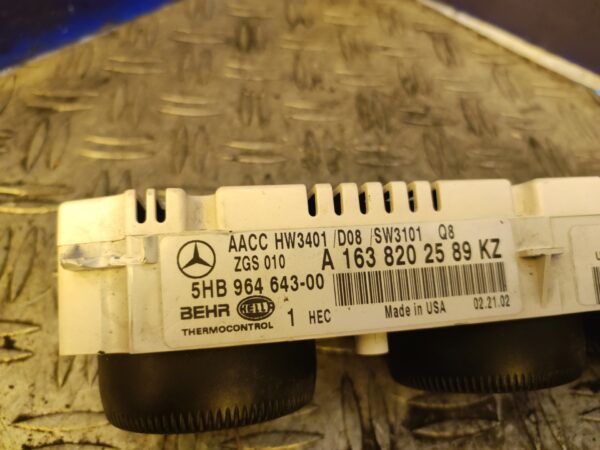 AACC HW3401 /D08 /SW3101 Q8
ZGS 010 A 163 820 25 89 KZ
5HB 964 643-00
BEHR HELLA 1 HEC Made in USA 02.21.02
THERMOCONTROL